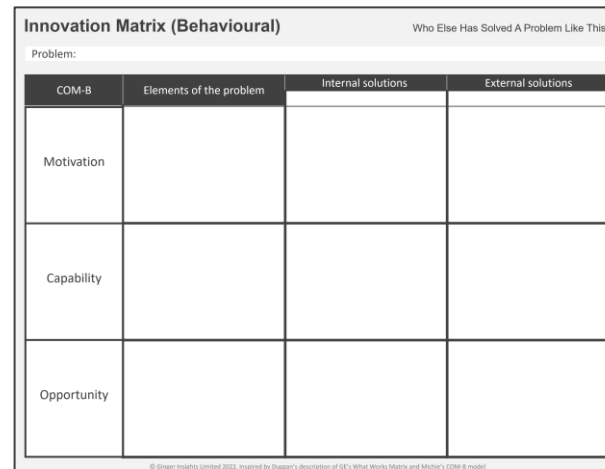 Innovation Matrix (Behavioural)
Who Else Has Solved A Problem Like This
Problem:
COM-B
Elements of the problem
Internal solutions
External solutions
Motivation
Capability
Opportunity
© Ginger Insights Limited 2022. Inspired by Duggan's description of GE's What Works Matrix and Michie's COM-B model